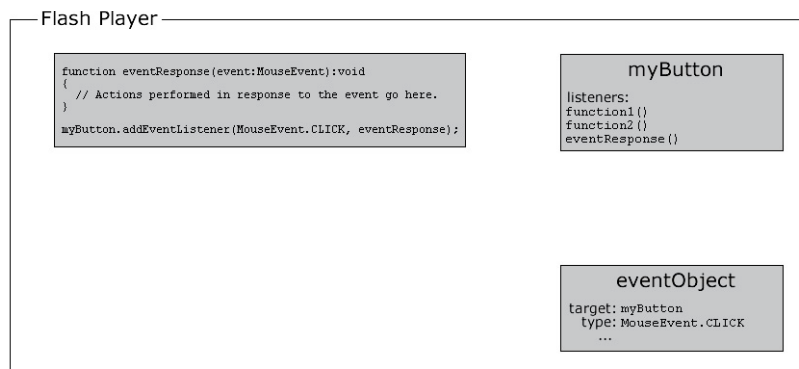 Flash Player
function eventResponse(event:MouseEvent):void
{
  // Actions performed in response to the event go here.
}
myButton.addEventListener(MouseEvent.CLICK, eventResponse);
myButton
listeners:
function1()
function2()
eventResponse()
eventObject
target: myButton
type: MouseEvent.CLICK
...